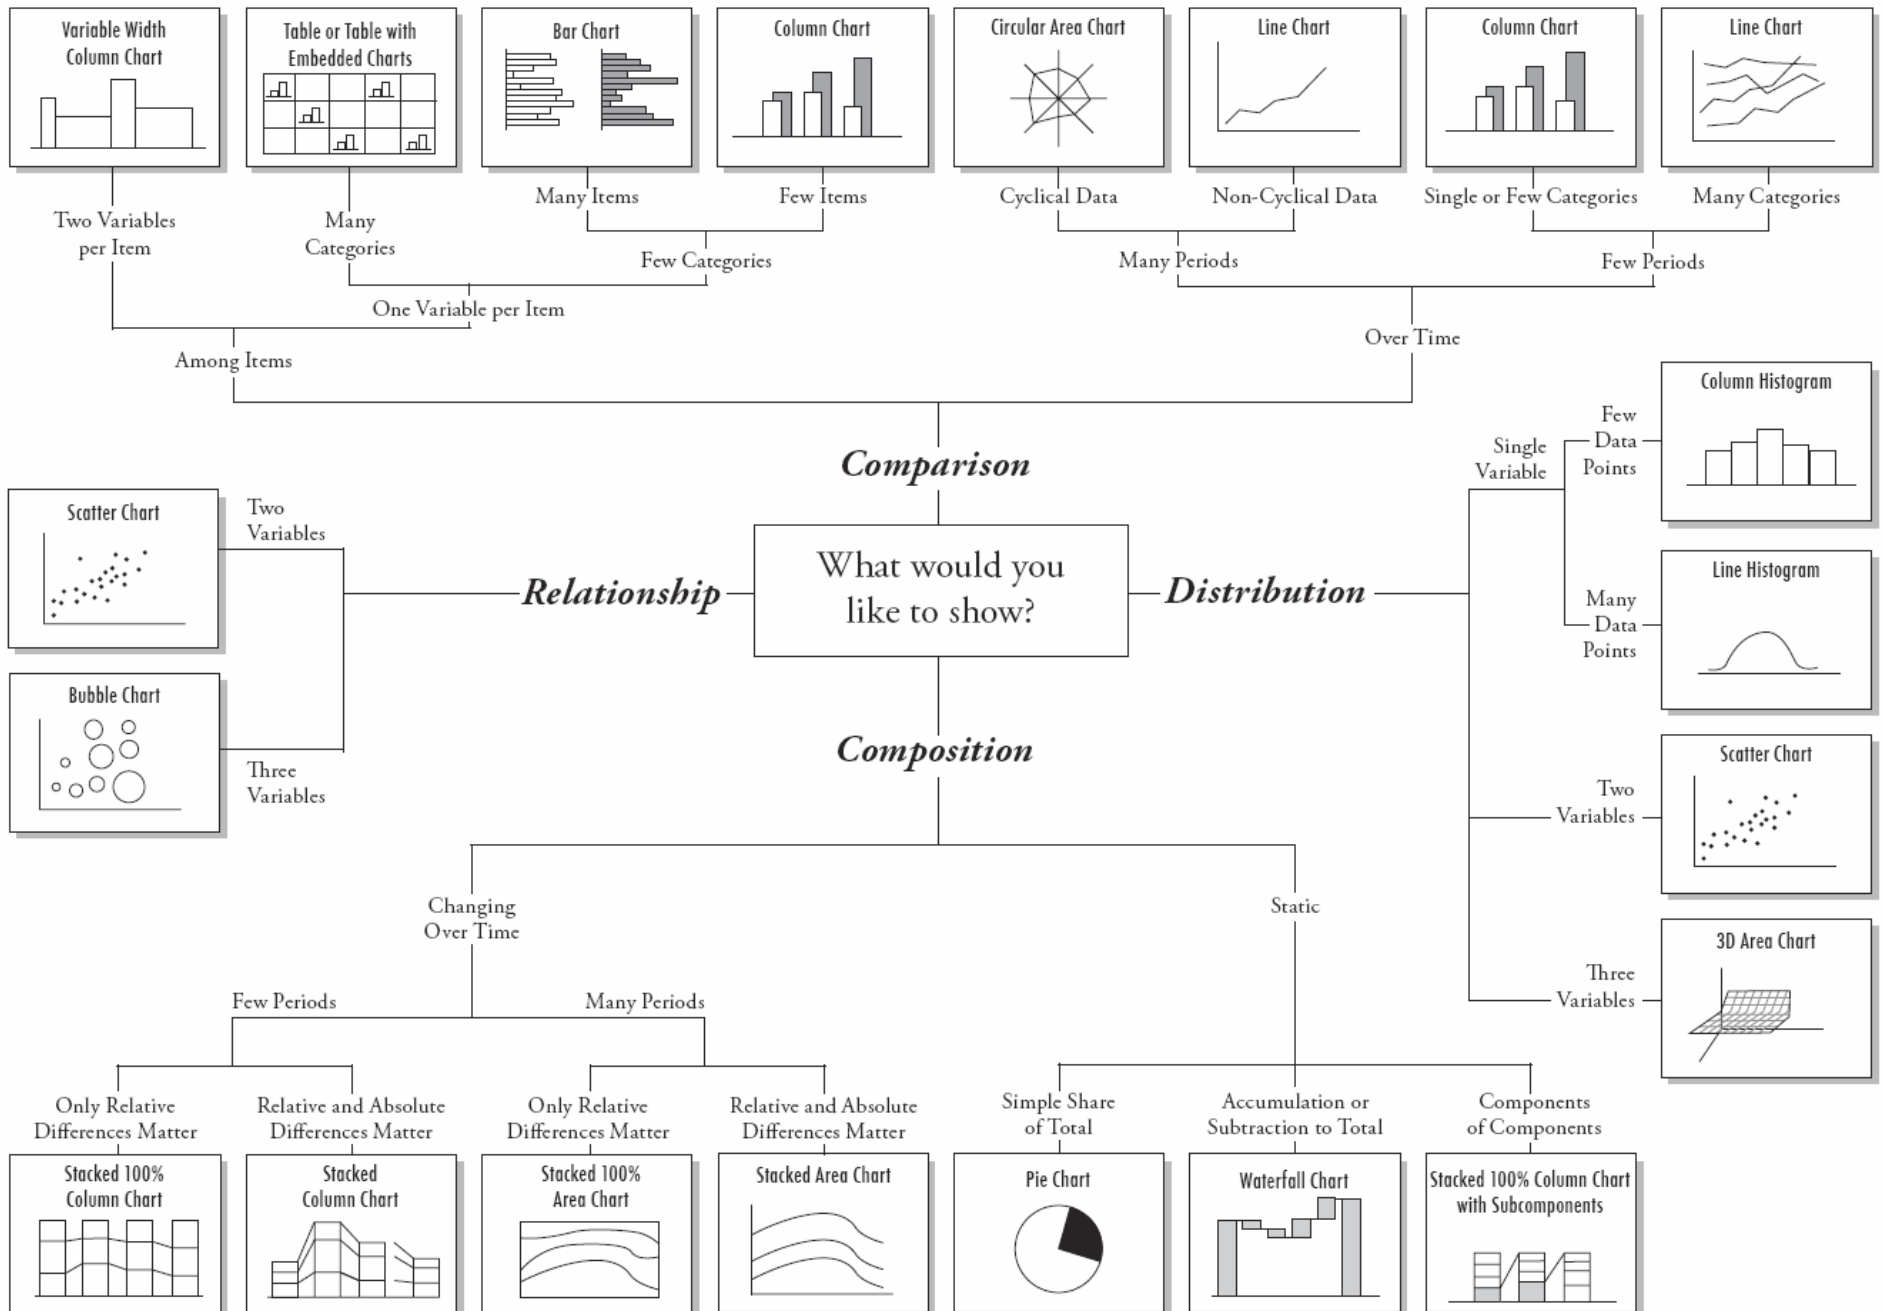 Variable Width
Column Chart
Table or Table with
Embedded Charts
Bar Chart
Column Chart
Circular Area Chart
Line Chart
Column Chart
Line Chart
Two Variables
per Item
Many
Categories
Many Items
Few Items
Cyclical Data
Non-Cyclical Data
Single or Few Categories
Many Categories
Few Categories
Many Periods
Few Periods
One Variable per Item
Among Items
Over Time
Comparison
Relationship
What would you
like to show?
Distribution
Composition
Scatter Chart
Two
Variables
Bubble Chart
Three
Variables
Single
Variable
Few
Data
Points
Column Histogram
Many
Data
Points
Line Histogram
Two
Variables
Scatter Chart
Three
Variables
3D Area Chart
Changing
Over Time
Static
Few Periods
Many Periods
Only Relative
Differences Matter
Relative and Absolute
Differences Matter
Only Relative
Differences Matter
Relative and Absolute
Differences Matter
Simple Share
of Total
Accumulation or
Subtraction to Total
Components
of Components
Stacked 100%
Column Chart
Stacked
Column Chart
Stacked 100%
Area Chart
Stacked Area Chart
Pie Chart
Waterfall Chart
Stacked 100% Column Chart
with Subcomponents